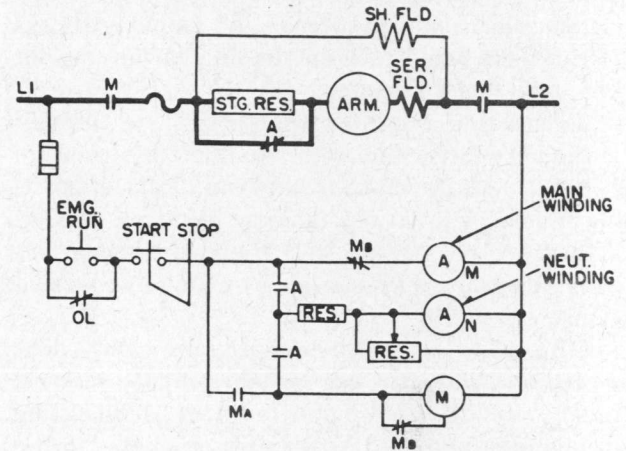 SH. FLD.
L1
M
STG. RES.
ARM.
SER.
FLD.
M
L2
A
EMG.
RUN
START STOP
OL
MB
A
M
MAIN
WINDING
NEUT.
WINDING
A
RES.
A
N
RES.
A
MA
M
MB